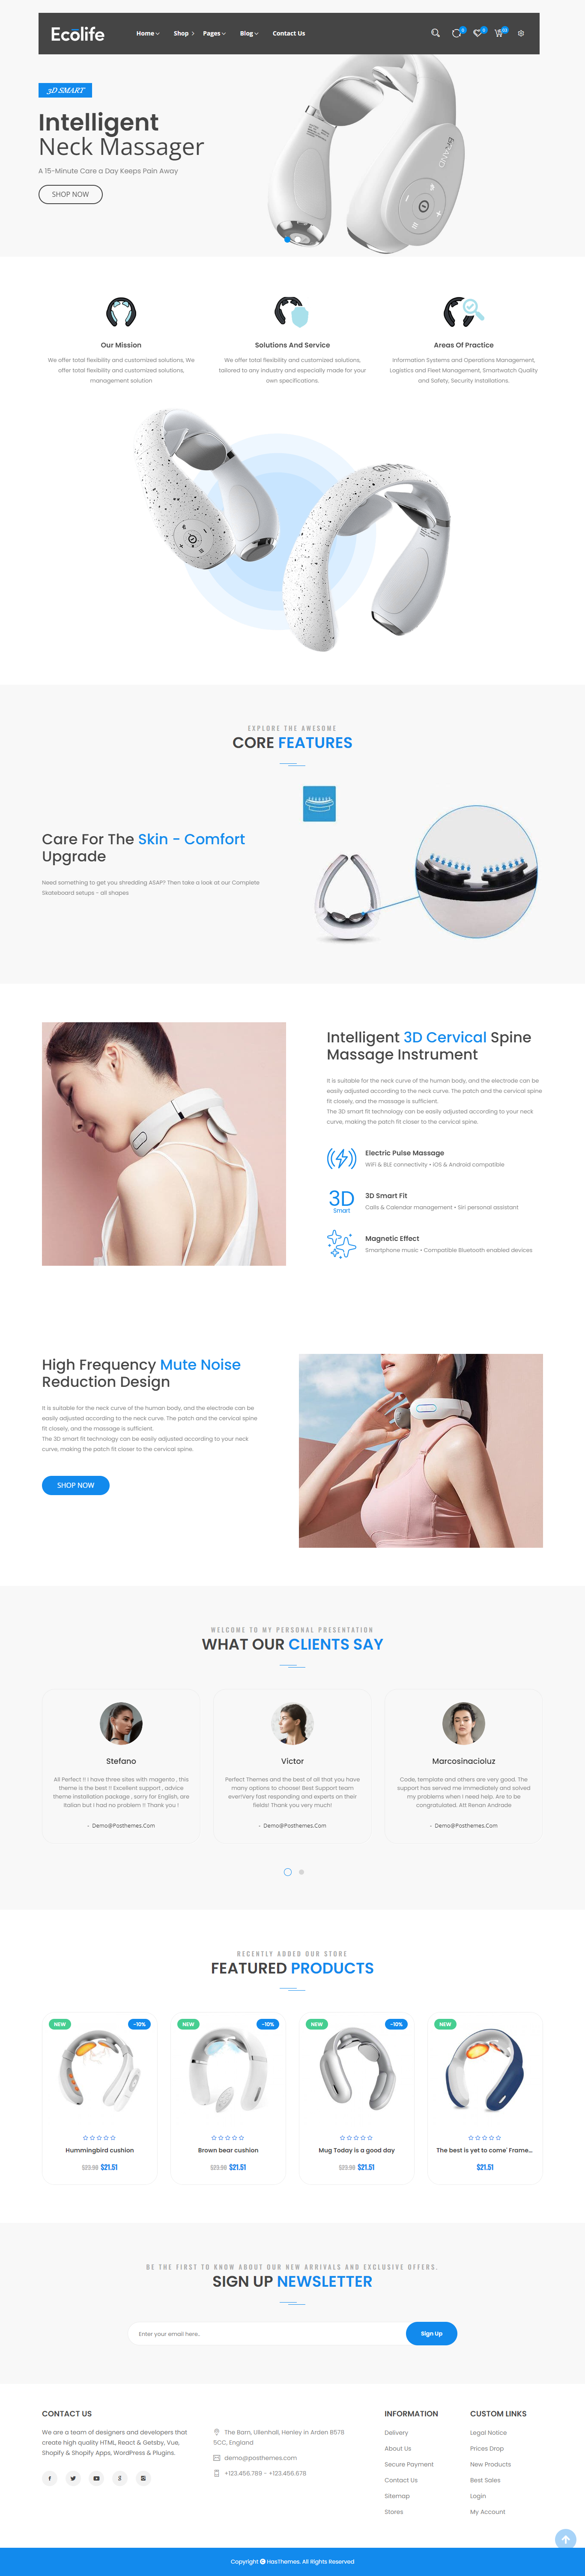 Ecolife
Home
Shop
Pages
Blog
Contact Us
3D SMART
Intelligent
Neck Massager
A 15-Minute Care a Day Keeps Pain Away
SHOP NOW
Our Mission
We offer total flexibility and customized solutions, We
offer total flexibility and customized solutions,
management solution
Solutions And Service
We offer total flexibility and customized solutions,
tailored to any industry and especially made for your
own specifications.
Areas Of Practice
Information Systems and Operations Management,
Logistics and Fleet Management, Smartwatch Quality
and Safety, Security Installations.
EXPLORE THE AWESOME
CORE FEATURES
Care For The Skin - Comfort
Upgrade
Need something to get you shredding ASAP? Then take a look at our Complete
Skateboard setups - all shapes
Intelligent 3D Cervical Spine
Massage Instrument
It is suitable for the neck curve of the human body, and the electrode can be
easily adjusted according to the neck curve. The patch and the cervical spine
fit closely, and the massage is sufficient.
The 3D smart fit technology can be easily adjusted according to your neck
curve, making the patch fit closer to the cervical spine.
Electric Pulse Massage
WiFi & BLE connectivity • iOS & Android compatible
3D
Smart
3D Smart Fit
Calls & Calendar management • Siri personal assistant
Magnetic Effect
Smartphone music • Compatible Bluetooth enabled devices
High Frequency Mute Noise
Reduction Design
It is suitable for the neck curve of the human body, and the electrode can be
easily adjusted according to the neck curve. The patch and the cervical spine
fit closely, and the massage is sufficient.
The 3D smart fit technology can be easily adjusted according to your neck
curve, making the patch fit closer to the cervical spine.
SHOP NOW
WELCOME TO MY PERSONAL PRESENTATION
WHAT OUR CLIENTS SAY
Stefano
All Perfect !! I have three sites with magento , this
theme is the best !! Excellent support , advice
theme installation package , sorry for English, are
Italian but I had no problem !! Thank you !
- Demo@Posthemes.Com
Victor
Perfect Themes and the best of all that you have
many options to choose! Best Support team
ever!Very fast responding and experts on their
fields! Thank you very much!
- Demo@Posthemes.Com
Marcosinacioluz
Code, template and others are very good. The
support has served me immediately and solved
my problems when I need help. Are to be
congratulated. Att Renan Andrade
- Demo@Posthemes.Com
RECENTLY ADDED OUR STORE
FEATURED PRODUCTS
NEW
-10%
Hummingbird cushion
$23.90 $21.51
NEW
-10%
Brown bear cushion
$23.90 $21.51
NEW
-10%
Mug Today is a good day
$23.90 $21.51
NEW
The best is yet to come' Frame...
$21.51
BE THE FIRST TO KNOW ABOUT OUR NEW ARRIVALS AND EXCLUSIVE OFFERS.
SIGN UP NEWSLETTER
Enter your email here..
Sign Up
CONTACT US
We are a team of designers and developers that
create high quality HTML, React & Getsby, Vue,
Shopify & Shopify Apps, WordPress & Plugins.
The Barn, Ullenhall, Henley in Arden B578
5CC, England
demo@posthemes.com
+123.456.789 - +123.456.678
INFORMATION
Delivery
About Us
Secure Payment
Contact Us
Sitemap
Stores
CUSTOM LINKS
Legal Notice
Prices Drop
New Products
Best Sales
Login
My Account
Copyright © HasThemes. All Rights Reserved